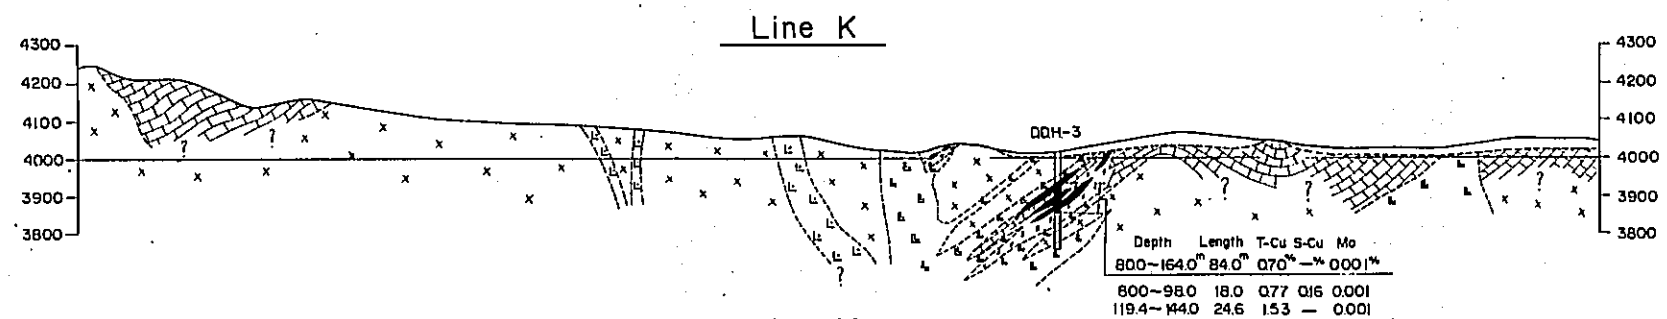 Line K
4300 4300
4200 4200
4100 4100
DDH-3
4000 4000
? ?
? ? ?
3900 3900
?
3800 3800
?
Depth Length T-Cu S-Cu Mo
80.0~164.0m 84.0m 0.70% —% 0.001%
80.0~98.0 18.0 0.77 0.16 0.001
119.4~144.0 24.6 1.53 — 0.001